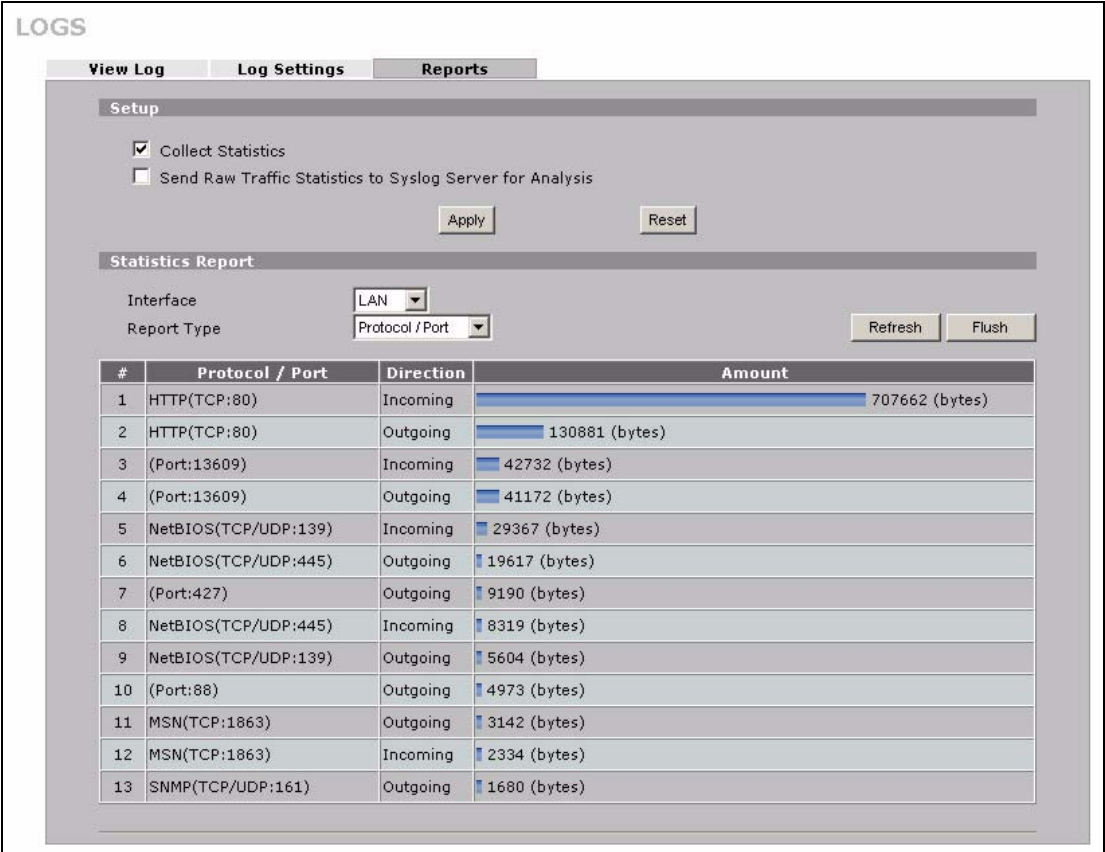 LOGS
View Log Log Settings Reports
Setup
Collect Statistics
Send Raw Traffic Statistics to Syslog Server for Analysis
Apply Reset
Statistics Report
Interface LAN
Report Type Protocol / Port Refresh Flush
# Protocol / Port Direction Amount
1 HTTP(TCP:80) Incoming 707662 (bytes)
2 HTTP(TCP:80) Outgoing 130881 (bytes)
3 (Port:13609) Incoming 42732 (bytes)
4 (Port:13609) Outgoing 41172 (bytes)
5 NetBIOS(TCP/UDP:139) Incoming 29367 (bytes)
6 NetBIOS(TCP/UDP:445) Outgoing 19617 (bytes)
7 (Port:427) Outgoing 9190 (bytes)
8 NetBIOS(TCP/UDP:445) Incoming 8319 (bytes)
9 NetBIOS(TCP/UDP:139) Outgoing 5604 (bytes)
10 (Port:88) Outgoing 4973 (bytes)
11 MSN(TCP:1863) Outgoing 3142 (bytes)
12 MSN(TCP:1863) Incoming 2334 (bytes)
13 SNMP(TCP/UDP:161) Outgoing 1680 (bytes)